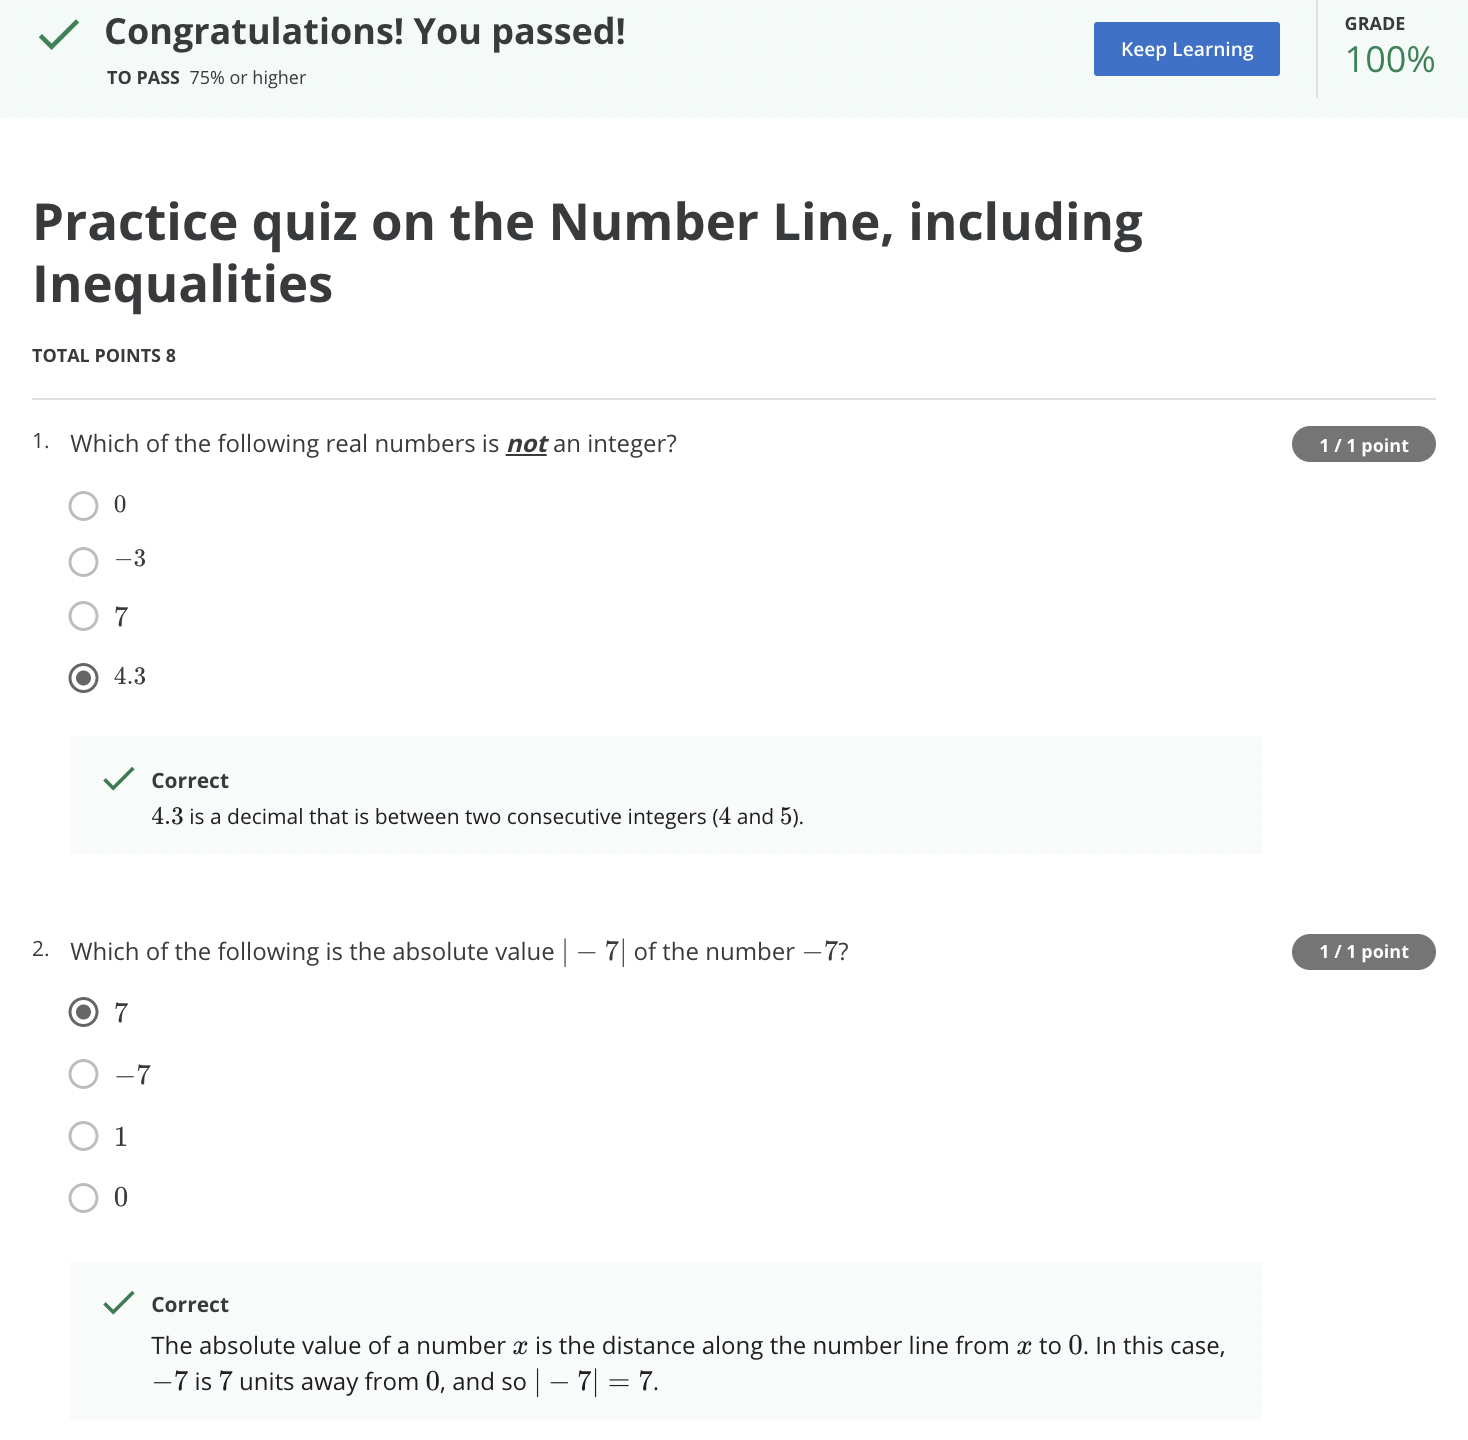 Congratulations! You passed!
TO PASS 75% or higher
Keep Learning
GRADE
100%
Practice quiz on the Number Line, including
Inequalities
TOTAL POINTS 8
1. Which of the following real numbers is not an integer?
1 / 1 point
0
−3
7
4.3
Correct
4.3 is a decimal that is between two consecutive integers (4 and 5).
2. Which of the following is the absolute value | − 7| of the number −7?
1 / 1 point
7
−7
1
0
Correct
The absolute value of a number x is the distance along the number line from x to 0. In this case,
−7 is 7 units away from 0, and so | − 7| = 7.